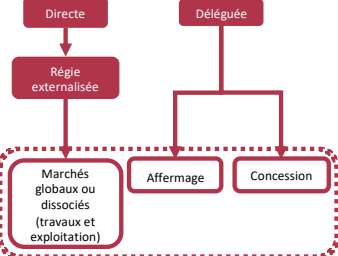 Directe
Déléguée
Régie
externalisée
Marchés
globaux ou
dissociés
(travaux et
exploitation)
Affermage
Concession